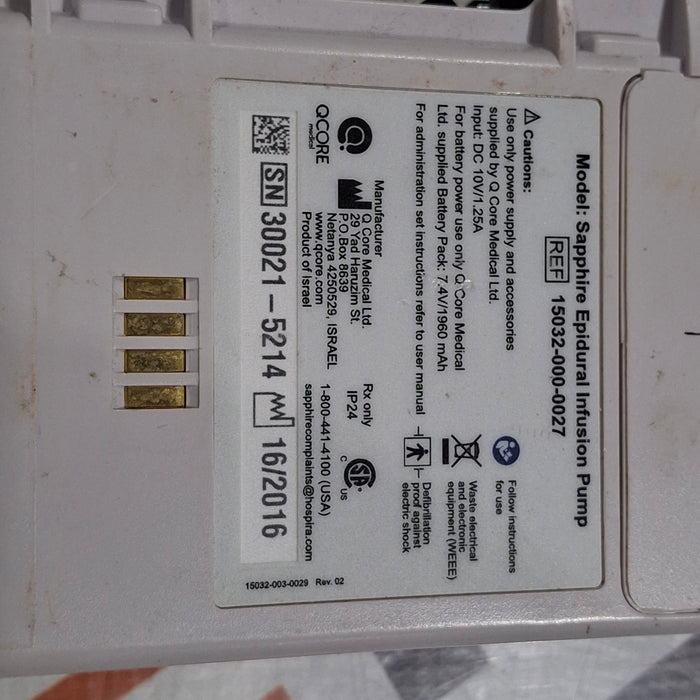 Model: Sapphire Epidural Infusion Pump
REF 15032-000-0027
Cautions:
Use only power supply and accessories
supplied by Q Core Medical Ltd.
Input: DC 10V/1.25A
For battery power use only Q Core Medical
Ltd. supplied Battery Pack: 7.4V/1960 mAh
For administration set instructions refer to user manual
Follow instructions
for use
Waste electrical
and electronic
equipment (WEEE)
Defibrillation
proof against
electric shock
QCORE
medical
Manufacturer
Q Core Medical Ltd.
29 Yad Haruzim St.
P.O.Box 8639
Netanya 4250529, ISRAEL
www.qcore.com
Product of Israel
Rx only
IP24
C SA US
1-800-441-4100 (USA)
sapphirecomplaints@hospira.com
SN 30021-5214 16/2016
15032-003-0029 Rev. 02